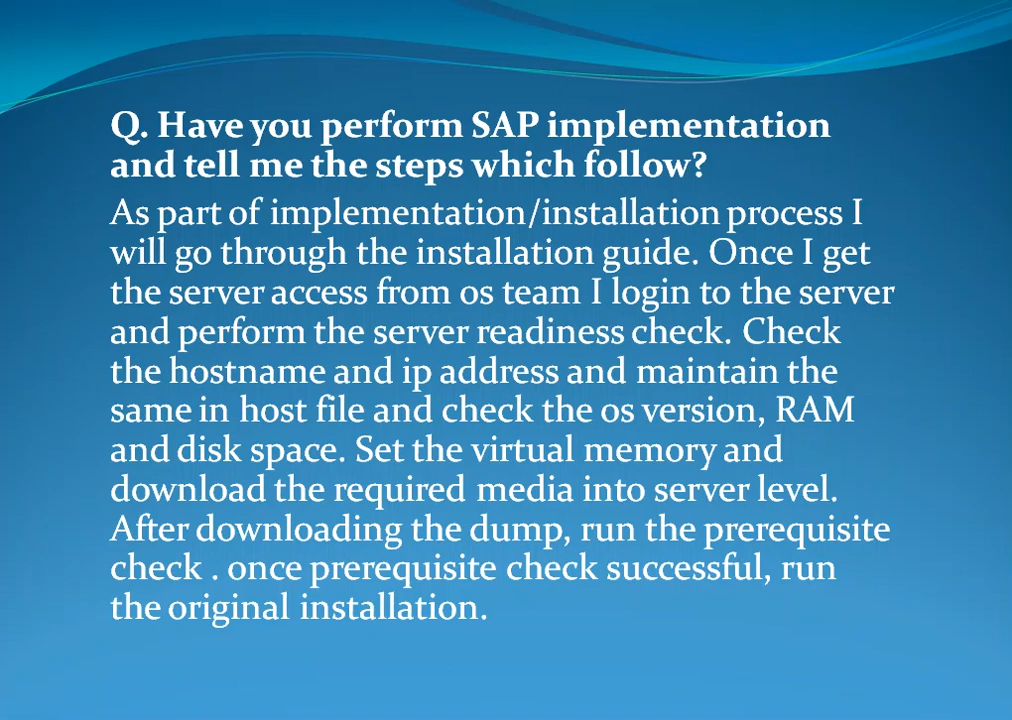 Q. Have you perform SAP implementation
and tell me the steps which follow?
As part of implementation/installation process I
will go through the installation guide. Once I get
the server access from os team I login to the server
and perform the server readiness check. Check
the hostname and ip address and maintain the
same in host file and check the os version, RAM
and disk space. Set the virtual memory and
download the required media into server level.
After downloading the dump, run the prerequisite
check . once prerequisite check successful, run
the original installation.